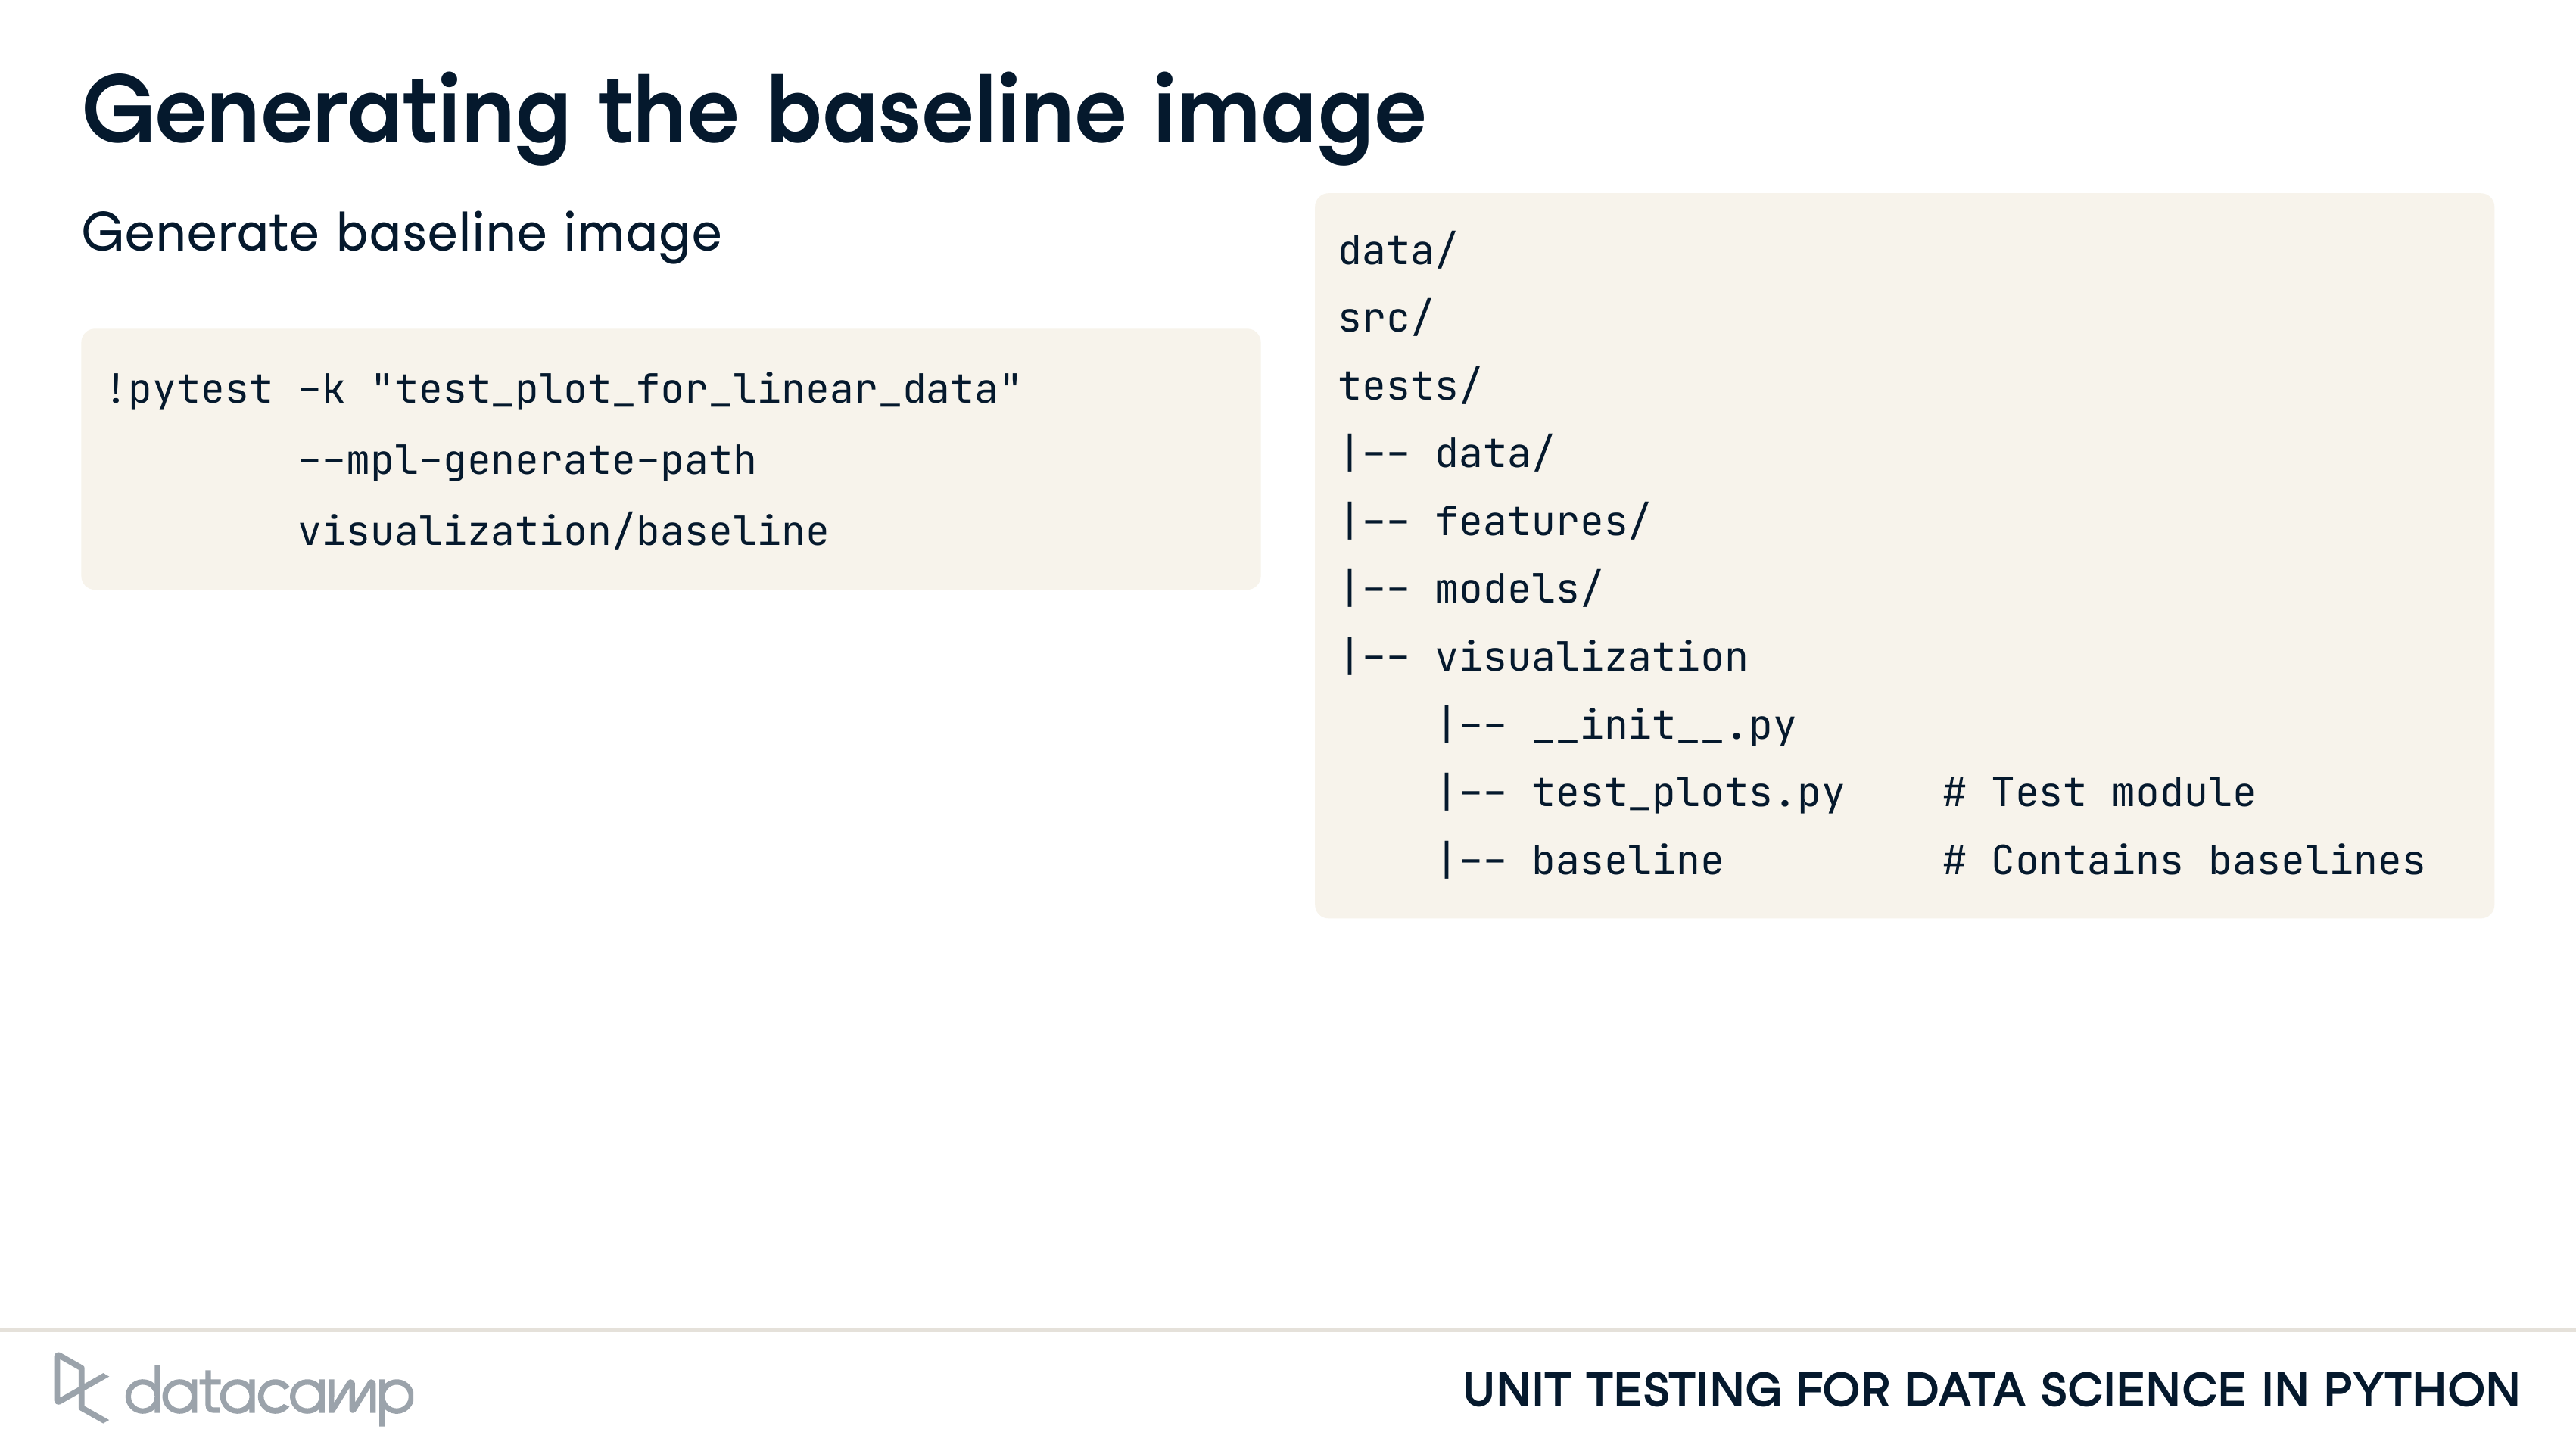 Generating the baseline image
Generate baseline image
!pytest -k "test_plot_for_linear_data"
--mpl-generate-path
visualization/baseline
data/
src/
tests/
|-- data/
|-- features/
|-- models/
|-- visualization
|-- __init__.py
|-- test_plots.py # Test module
|-- baseline # Contains baselines
datacamp
UNIT TESTING FOR DATA SCIENCE IN PYTHON